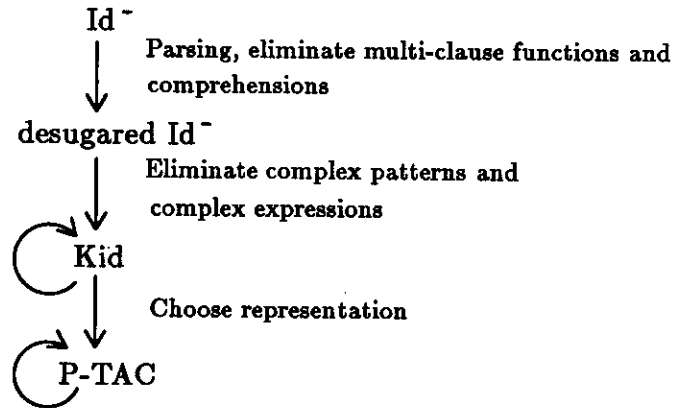 Id⁻
Parsing, eliminate multi-clause functions and
comprehensions
desugared Id⁻
Eliminate complex patterns and
complex expressions
Kid
Choose representation
P-TAC